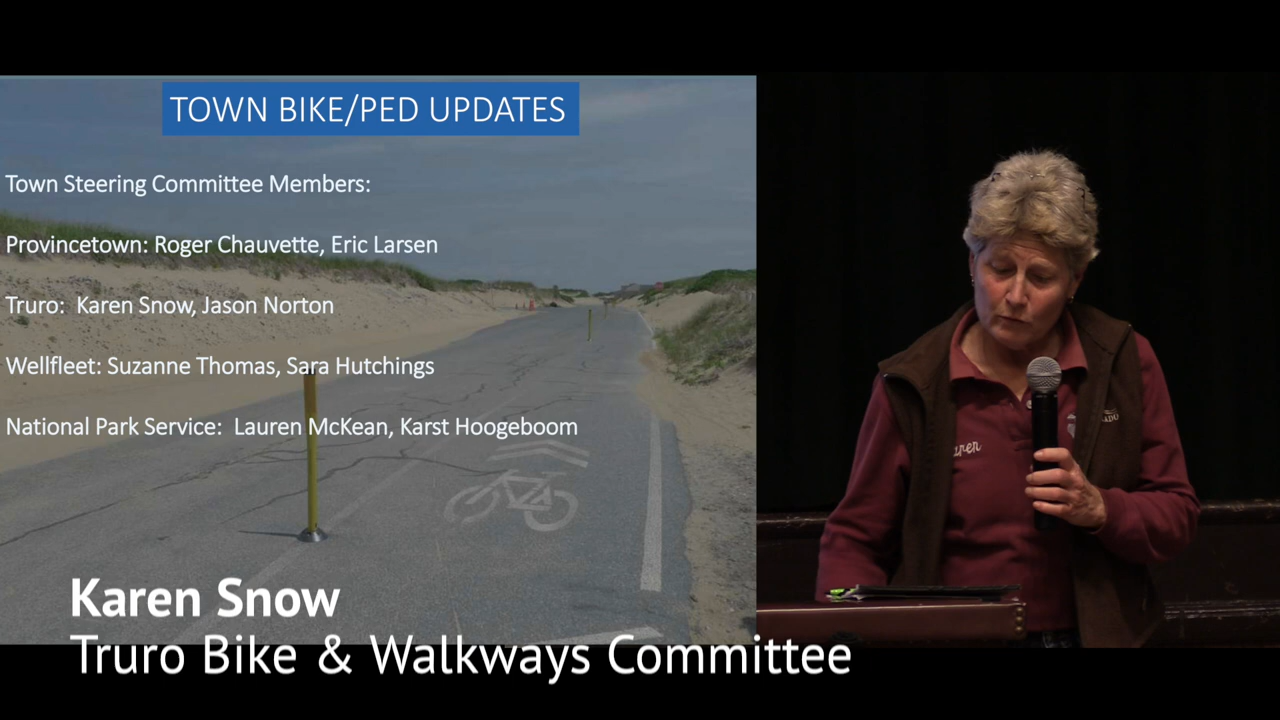 TOWN BIKE/PED UPDATES
Town Steering Committee Members:
Provincetown: Roger Chauvette, Eric Larsen
Truro:  Karen Snow, Jason Norton
Wellfleet: Suzanne Thomas, Sara Hutchings
National Park Service:  Lauren McKean, Karst Hoogeboom
Karen Snow
Truro Bike & Walkways Committee